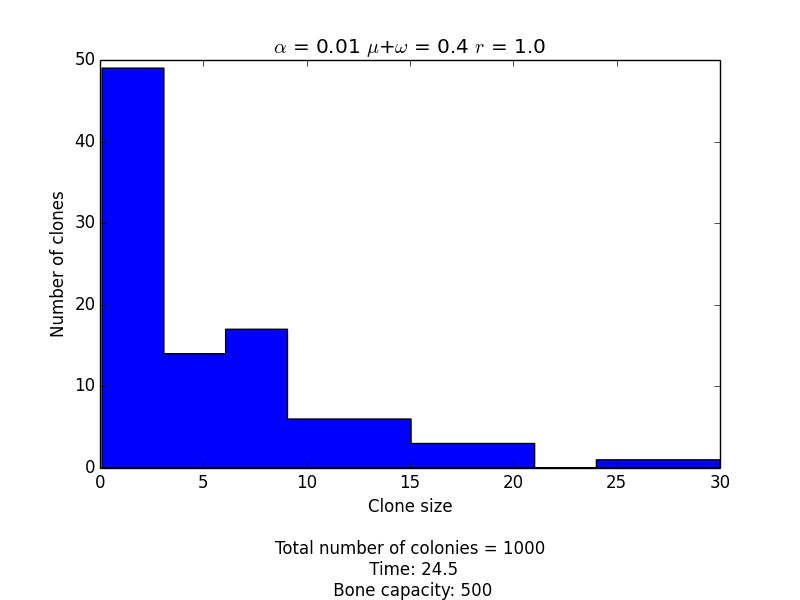 α = 0.01 μ+ω = 0.4 r = 1.0
50
40
30
20
10
0
Number of clones
0 5 10 15 20 25 30
Clone size
Total number of colonies = 1000
Time: 24.5
Bone capacity: 500